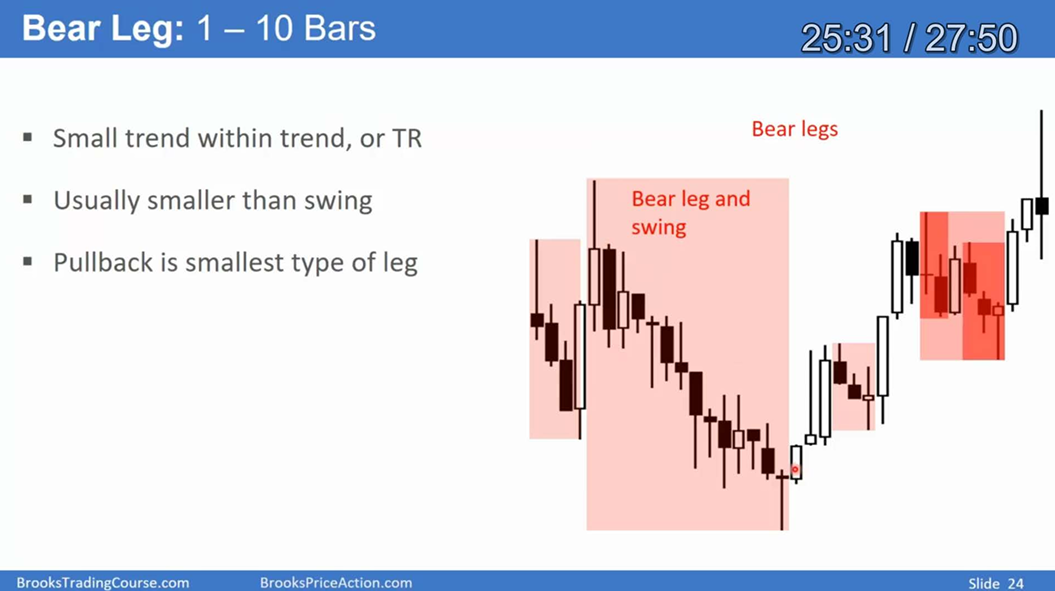 Bear Leg: 1 – 10 Bars
25:31 / 27:50
▪ Small trend within trend, or TR
▪ Usually smaller than swing
▪ Pullback is smallest type of leg
Bear legs
Bear leg and
swing
BrooksTradingCourse.com
BrooksPriceAction.com
Slide 24